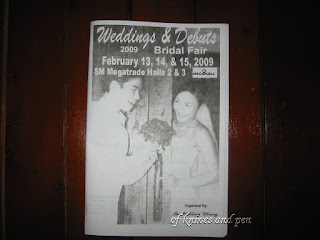 Weddings & Debuts
2009 Bridal Fair
February 13, 14, & 15, 2009
SM Megatrade Halls 2 & 3
Organized By
of knives and pen